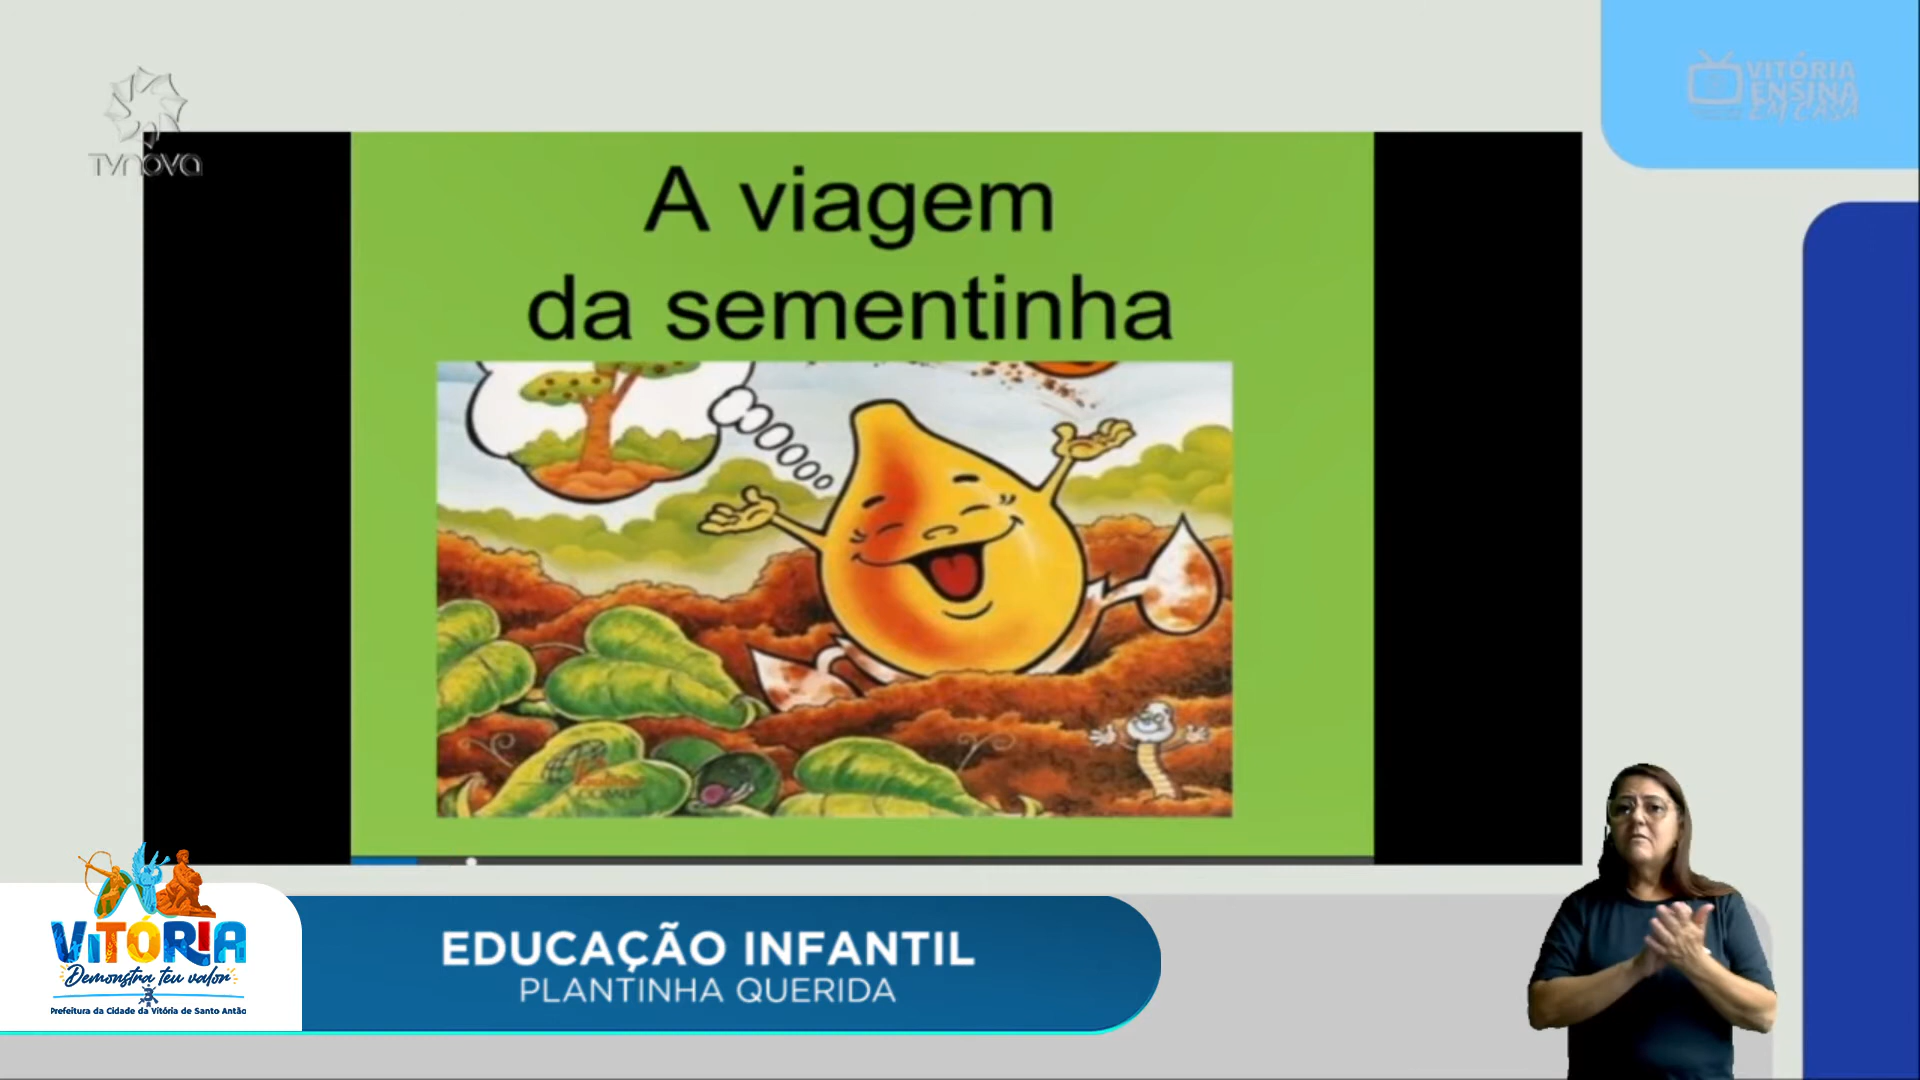 TVNOVA
VITÓRIA
ENSINA
EM CASA
A viagem
da sementinha
VITÓRIA
Demonstra teu valor
Prefeitura da Cidade da Vitória de Santo Antão
EDUCAÇÃO INFANTIL
PLANTINHA QUERIDA